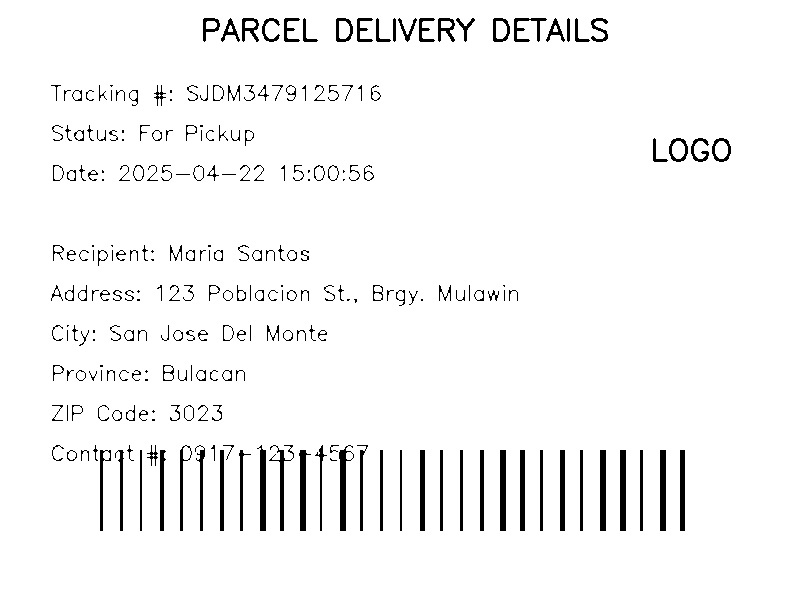 PARCEL DELIVERY DETAILS
Tracking #: SJDM3479125716
Status: For Pickup
LOGO
Date: 2025-04-22 15:00:56
Recipient: Maria Santos
Address: 123 Poblacion St., Brgy. Mulawin
City: San Jose Del Monte
Province: Bulacan
ZIP Code: 3023
Contact #: 0917-123-4567